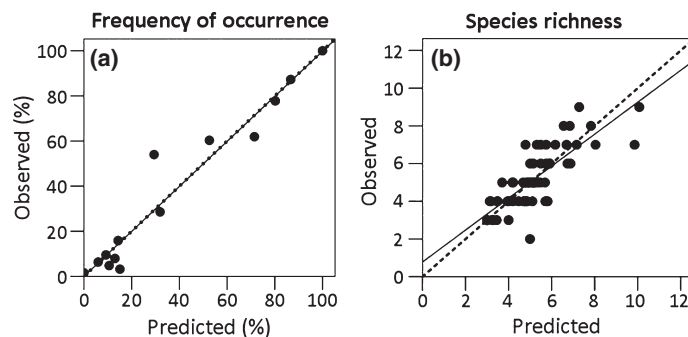 Frequency of occurrence
(a)
Observed (%)
100
80
60
40
20
0
0 20 40 60 80 100
Predicted (%)
Species richness
(b)
Observed
12
10
8
6
4
2
0
0 2 4 6 8 10 12
Predicted